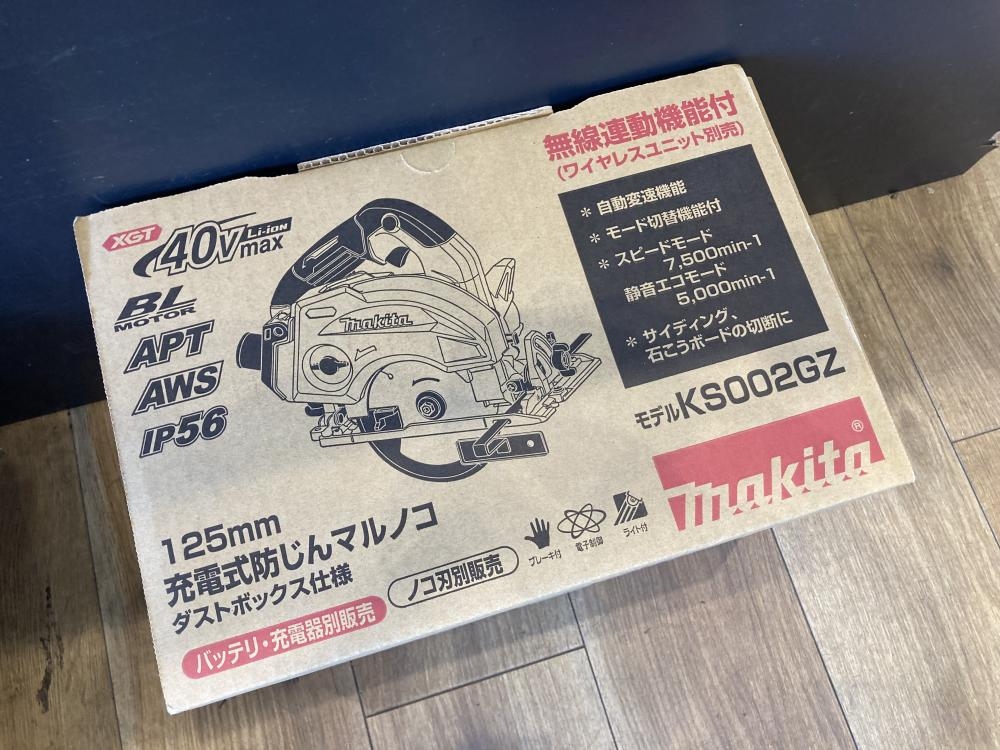 無線連動機能付
(ワイヤレスユニット別売)
XGT
40Vmax
Li-ion
BL
MOTOR
APT
AWS
IP56
makita
* 自動変速機能
* モード切替機能付
* スピードモード
7,500min-1
静音エコモード
5,000min-1
* サイディング、
石こうボードの切断に
モデルKS002GZ
makita®
125mm
充電式防じんマルノコ
ダストボックス仕様
バッテリ・充電器別販売
ノコ刃別販売
ブレーキ付
電子制御
ライト付